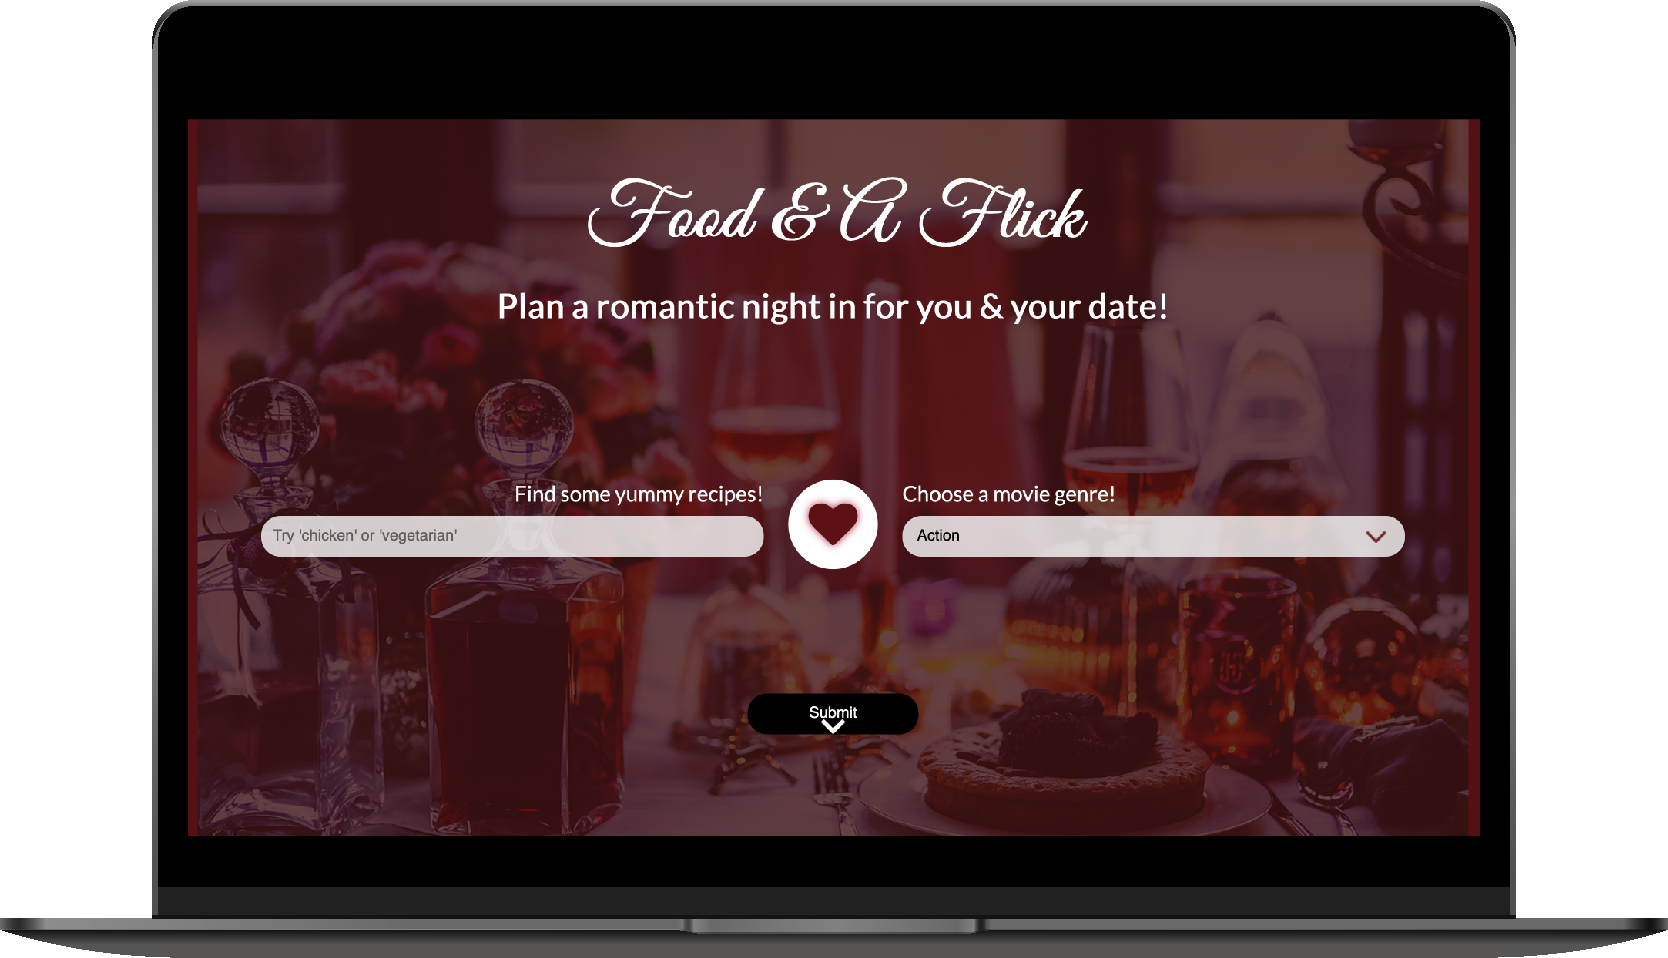 Food & A Flick
Plan a romantic night in for you & your date!
Find some yummy recipes!
Try 'chicken' or 'vegetarian'
Choose a movie genre!
Action
Submit